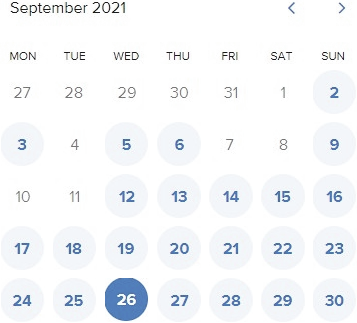 September 2021
MON TUE WED THU FRI SAT SUN
27 28 29 30 31 1 2
3 4 5 6 7 8 9
10 11 12 13 14 15 16
17 18 19 20 21 22 23
24 25 26 27 28 29 30